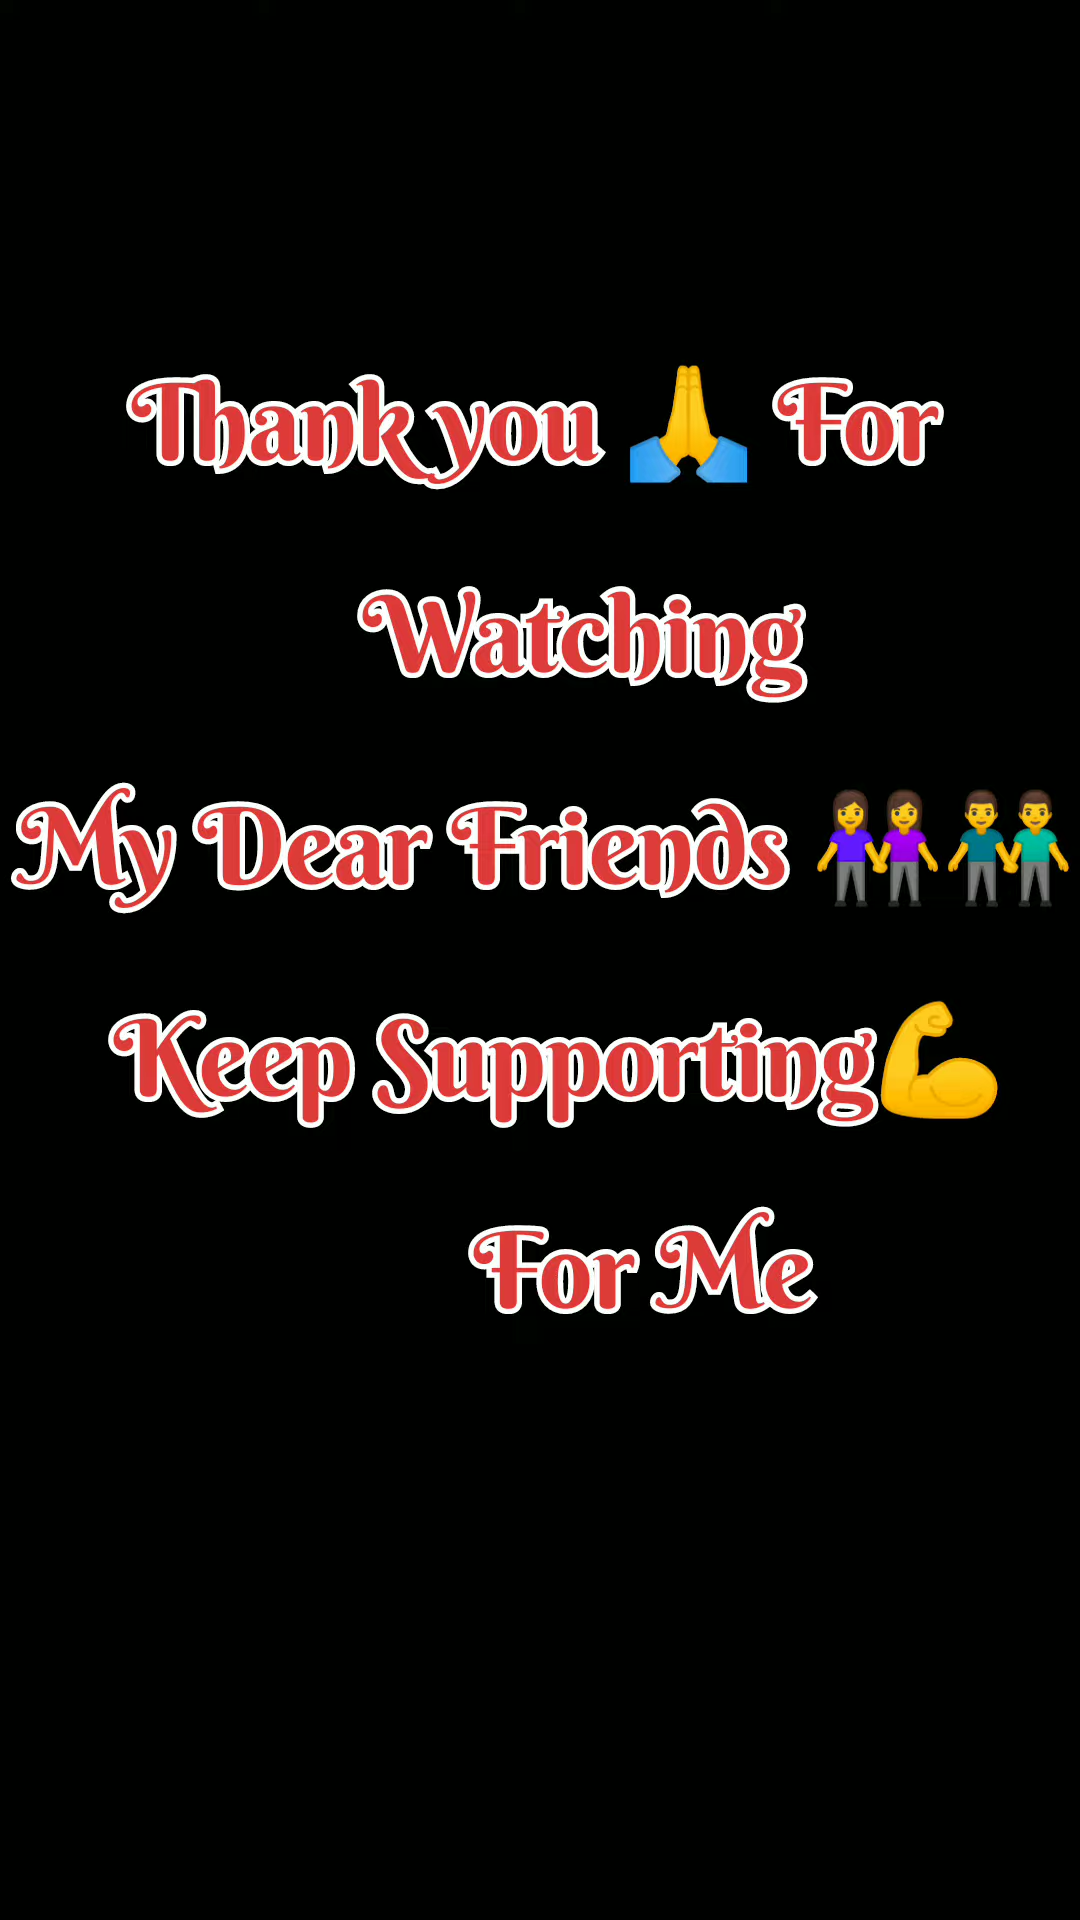 Thank you 🙏 For
Watching
My Dear Friends 👭👬
Keep Supporting💪
For Me